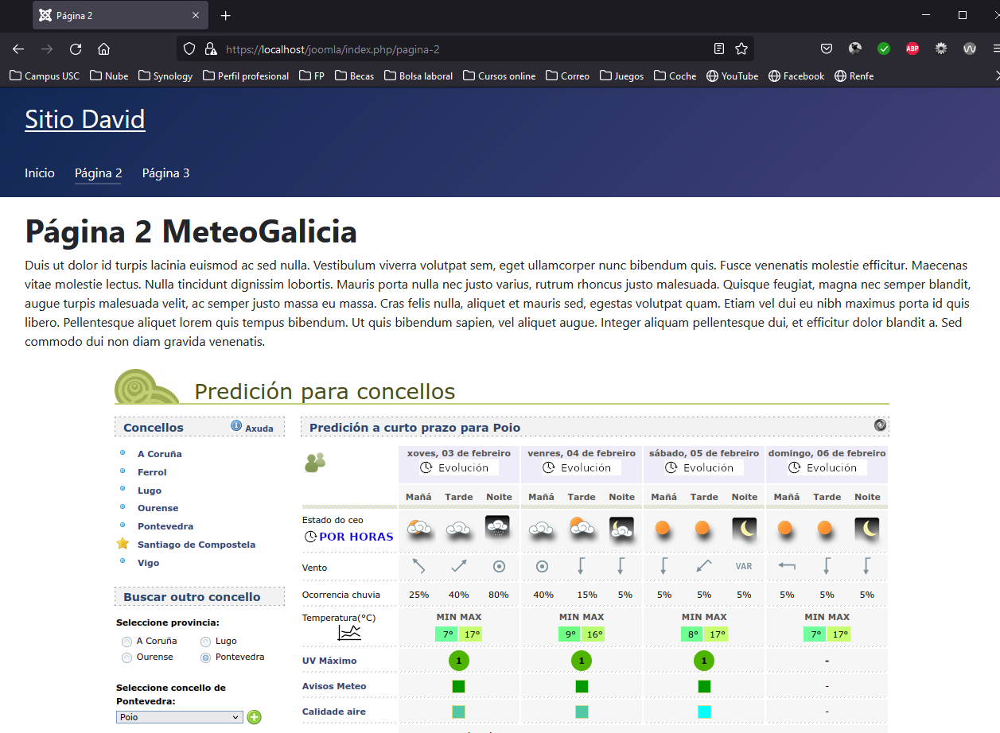 Página 2
https://localhost/joomla/index.php/pagina-2
ABP
Campus USC Nube Synology Perfil profesional FP Becas Bolsa laboral Cursos online Correo Juegos Coche YouTube Facebook Renfe
Sitio David
Inicio Página 2 Página 3
Página 2 MeteoGalicia
Duis ut dolor id turpis lacinia euismod ac sed nulla. Vestibulum viverra volutpat sem, eget ullamcorper nunc bibendum quis. Fusce venenatis molestie efficitur. Maecenas
vitae molestie lectus. Nulla tincidunt dignissim lobortis. Mauris porta nulla nec justo varius, rutrum rhoncus justo malesuada. Quisque feugiat, magna nec semper blandit,
augue turpis malesuada velit, ac semper justo massa eu massa. Cras felis nulla, aliquet et mauris sed, egestas volutpat quam. Etiam vel dui eu nibh maximus porta id quis
libero. Pellentesque aliquet lorem quis tempus bibendum. Ut quis bibendum sapien, vel aliquet augue. Integer aliquam pellentesque dui, et efficitur dolor blandit a. Sed
commodo dui non diam gravida venenatis.
Predición para concellos
Concellos Axuda
A Coruña
Ferrol
Lugo
Ourense
Pontevedra
Santiago de Compostela
Vigo
Buscar outro concello
Seleccione provincia:
A Coruña Lugo
Ourense Pontevedra
Seleccione concello de
Pontevedra:
Poio
Predición a curto prazo para Poio
xoves, 03 de febreiro venres, 04 de febreiro sábado, 05 de febreiro domingo, 06 de febreiro
Evolución Evolución Evolución Evolución
Mañá Tarde Noite Mañá Tarde Noite Mañá Tarde Noite Mañá Tarde Noite
Estado do ceo
POR HORAS
Vento VAR
Ocorrencia chuvia 25% 40% 80% 40% 15% 5% 5% 5% 5% 5% 5% 5%
Temperatura(°C) MIN MAX MIN MAX MIN MAX MIN MAX
7° 17° 9° 16° 8° 17° 7° 17°
UV Máximo 1 1 1 -
Avisos Meteo -
Calidade aire -